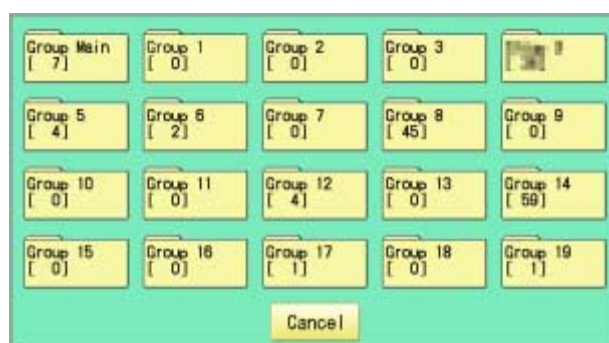 Group Main
[ 7]
Group 1
[ 0]
Group 2
[ 0]
Group 3
[ 0]
Group 5
[ 4]
Group 6
[ 2]
Group 7
[ 0]
Group 8
[ 45]
Group 9
[ 0]
Group 10
[ 0]
Group 11
[ 0]
Group 12
[ 4]
Group 13
[ 0]
Group 14
[ 59]
Group 15
[ 0]
Group 16
[ 0]
Group 17
[ 1]
Group 18
[ 0]
Group 19
[ 1]
Cancel